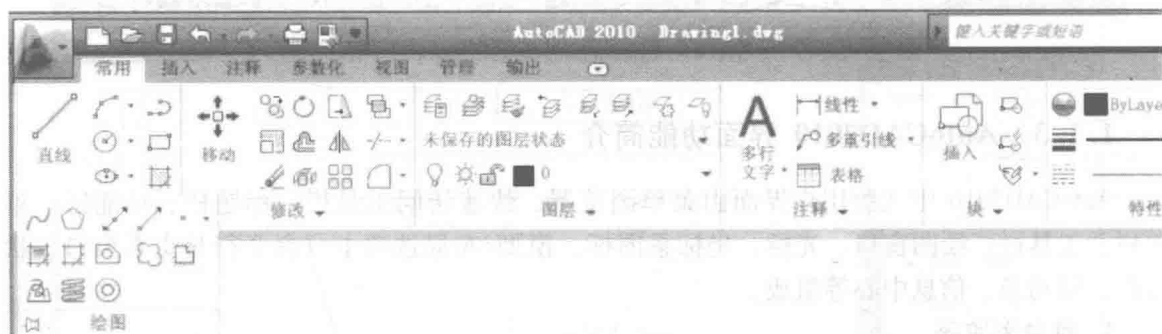 AutoCAD 2010 Drawing1.dwg
键入关键字或短语
常用 插入 注释 参数化 视图 管理 输出
直线
移动
未保存的图层状态
0
A
多行
文字
线性
多重引线
表格
插入
ByLaye
修改
图层
注释
块
特性
绘图